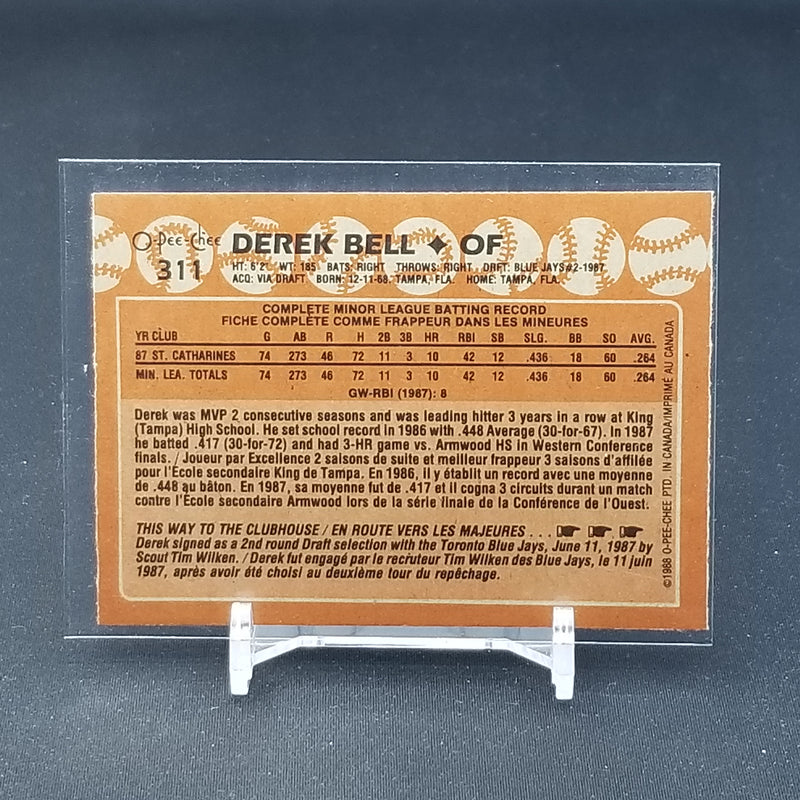 O-Pee-Chee DEREK BELL ✦ OF
311 HT: 6'2" WT: 185 BATS: RIGHT THROWS: RIGHT DRFT: BLUE JAYS #2-1987
ACQ: VIA DRAFT BORN: 12-11-68, TAMPA, FLA. HOME: TAMPA, FLA.
COMPLETE MINOR LEAGUE BATTING RECORD
FICHE COMPLÈTE COMME FRAPPEUR DANS LES MINEURES
YR CLUB G AB R H 2B 3B HR RBI SB SLG. BB SO AVG.
87 ST. CATHARINES 74 273 46 72 11 3 10 42 12 .436 18 60 .264
MIN. LEA. TOTALS 74 273 46 72 11 3 10 42 12 .436 18 60 .264
GW-RBI (1987): 8
Derek was MVP 2 consecutive seasons and was leading hitter 3 years in a row at King
(Tampa) High School. He set school record in 1986 with .448 Average (30-for-67). In 1987
he batted .417 (30-for-72) and had 3-HR game vs. Armwood HS in Western Conference
finals. / Joueur par Excellence 2 saisons de suite et meilleur frappeur 3 saisons d'affilée
pour l'École secondaire King de Tampa. En 1986, il y établit un record avec une moyenne
de .448 au bâton. En 1987, sa moyenne fut de .417 et il cogna 3 circuits durant un match
contre l'École secondaire Armwood lors de la série finale de la Conférence de l'Ouest.
THIS WAY TO THE CLUBHOUSE / EN ROUTE VERS LES MAJEURES . . .
Derek signed as a 2nd round Draft selection with the Toronto Blue Jays, June 11, 1987 by
Scout Tim Wilken. / Derek fut engagé par le recruteur Tim Wilken des Blue Jays, le 11 juin
1987, après avoir été choisi au deuxième tour du repêchage.
©1988 O-PEE-CHEE PTD. IN CANADA/IMPRIMÉ AU CANADA